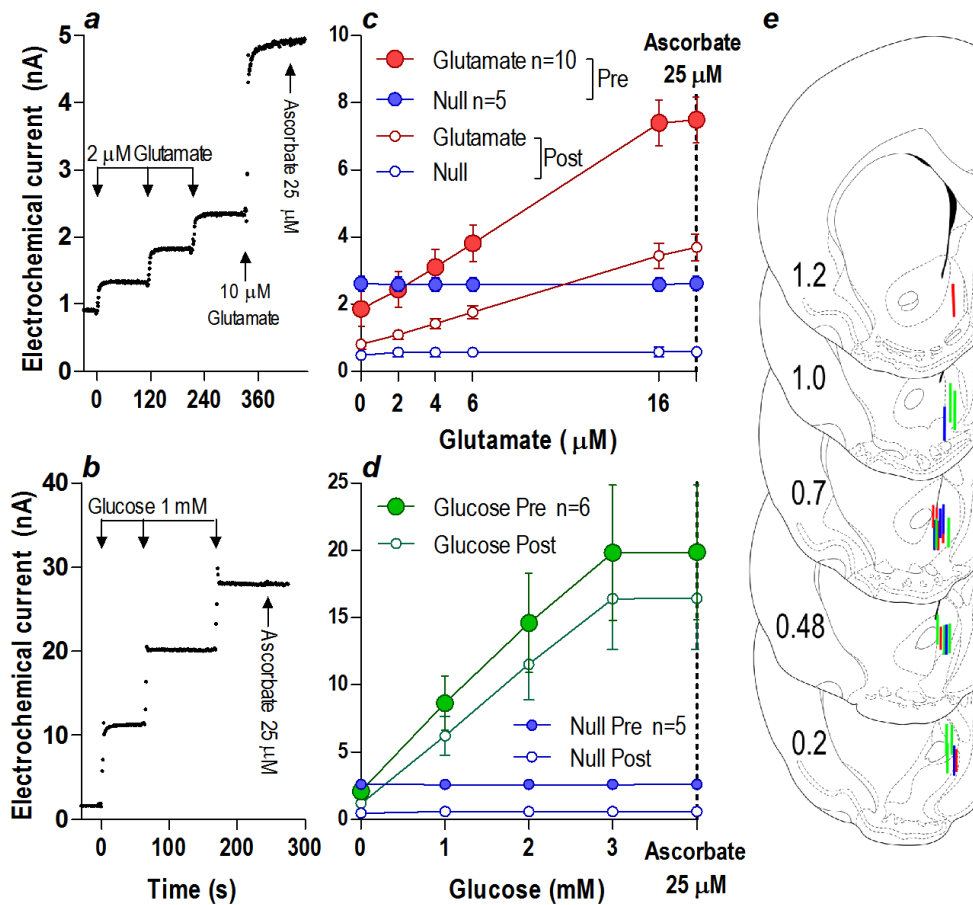 a
Electrochemical current (nA)
5
4
3
2
1
0
2 μM Glutamate
10 μM
Glutamate
Ascorbate 25 μM
0
120
240
360
c
10
8
6
4
2
0
Glutamate n=10
Null n=5
Pre
Glutamate
Null
Post
Ascorbate
25 μM
0
2
4
6
16
Glutamate (μM)
b
Electrochemical current (nA)
40
30
20
10
0
Glucose 1 mM
Ascorbate 25 μM
0
100
200
300
Time (s)
d
25
20
15
10
5
0
Glucose Pre n=6
Glucose Post
Null Pre n=5
Null Post
0
1
2
3
Ascorbate
25 μM
Glucose (mM)
e
1.2
1.0
0.7
0.48
0.2